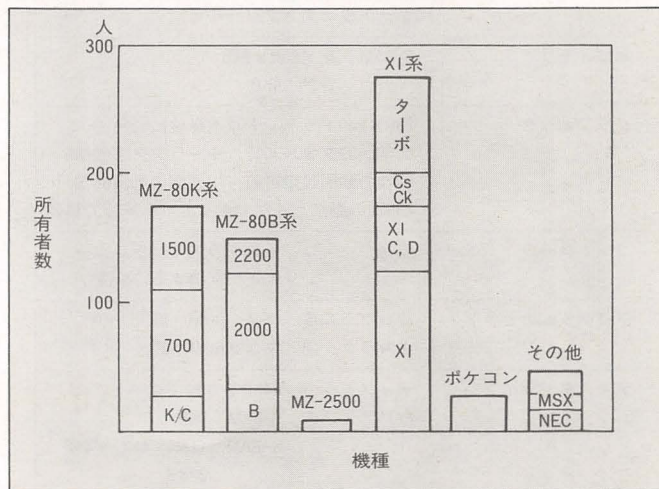 人
300
200
100
所有者数
MZ-80K系
1500
700
K/C
MZ-80B系
2200
2000
B
MZ-2500
X1系
ターボ
Cs
Ck
X1
C, D
X1
ポケコン
その他
MSX
NEC
機種